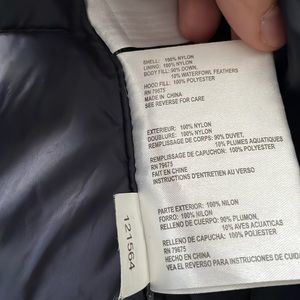 SHELL: 100% NYLON
LINING: 100% NYLON
BODY FILL: 90% DOWN,
10% WATERFOWL FEATHERS
HOOD FILL: 100% POLYESTER
RN 79675
MADE IN CHINA
SEE REVERSE FOR CARE
EXTERIEUR: 100% NYLON
DOUBLURE: 100% NYLON
REMPLISSAGE DE CORPS: 90% DUVET,
10% PLUMES AQUATIQUES
REMPLISSAGE DE CAPUCHON: 100% POLYESTER
RN 79675
FAIT EN CHINE
INSTRUCTIONS D'ENTRETIEN AU VERSO
PARTE EXTERIOR: 100% NILON
FORRO: 100% NILON
RELLENO DE CUERPO: 90% PLUMON,
10% AVES ACUATICAS
RELLENO DE CAPUCHA: 100% POLYESTER
RN 79675
HECHO EN CHINA
VEA EL REVERSO PARA INSTRUCCIONES DE CUIDA
121564